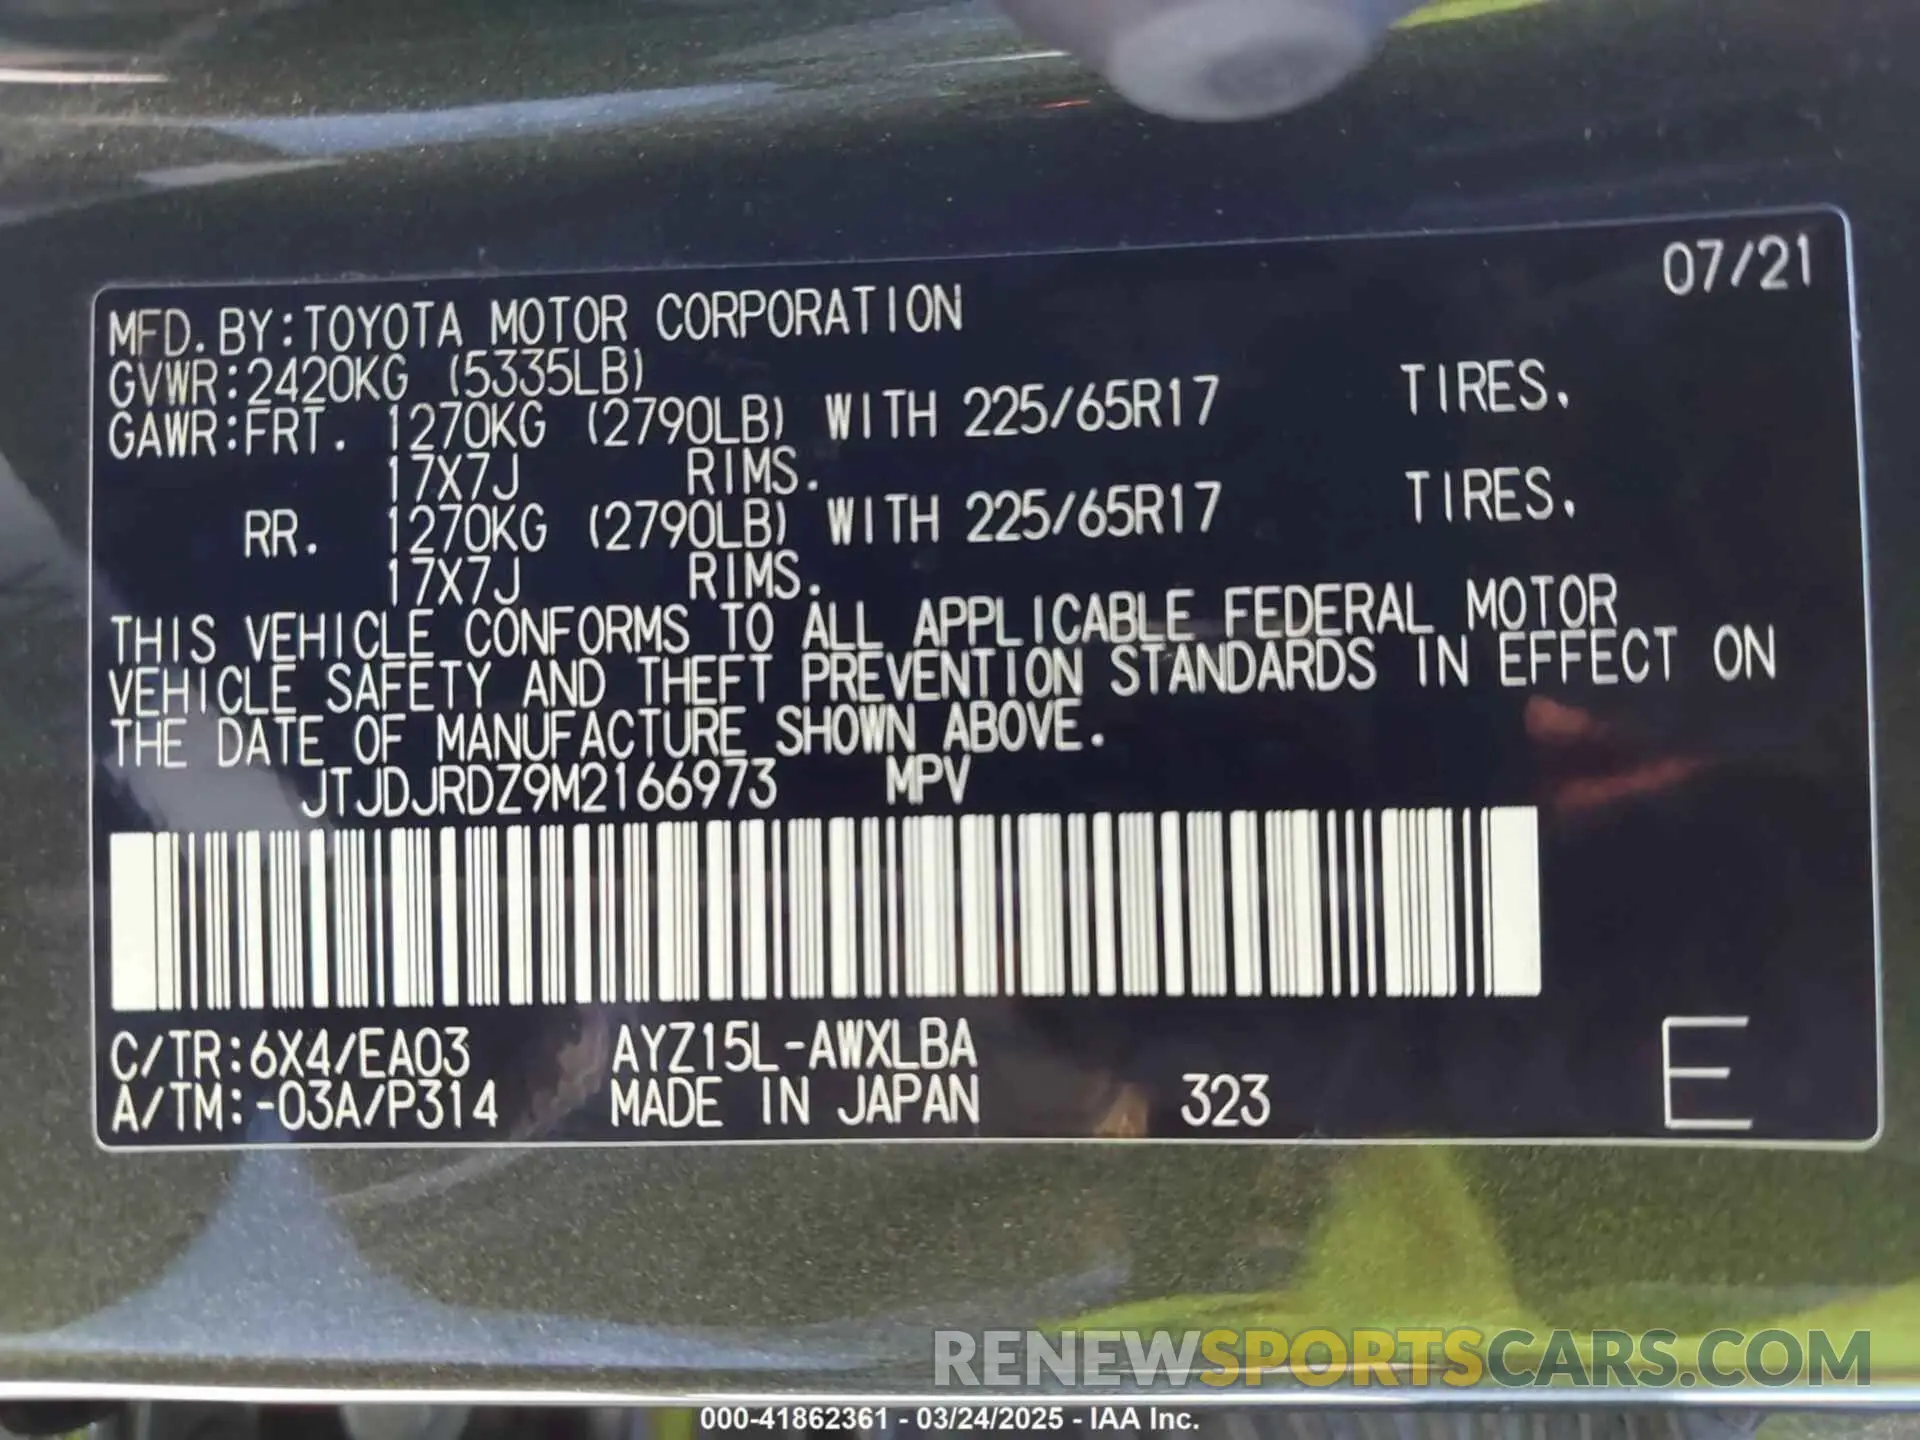 07/21
MFD. BY:TOYOTA MOTOR CORPORATION
GVWR:2420KG (5335LB)
GAWR:FRT. 1270KG (2790LB) WITH 225/65R17 TIRES.
17X7J RIMS.
RR. 1270KG (2790LB) WITH 225/65R17 TIRES.
17X7J RIMS.
THIS VEHICLE CONFORMS TO ALL APPLICABLE FEDERAL MOTOR
VEHICLE SAFETY AND THEFT PREVENTION STANDARDS IN EFFECT ON
THE DATE OF MANUFACTURE SHOWN ABOVE.
JTJDJRDZ9M2166973 MPV
C/TR:6X4/EA03 AYZ15L-AWXLBA
A/TM:-03A/P314 MADE IN JAPAN 323 E
RENEWSPORTSCARS.COM
000-41862361 - 03/24/2025 - IAA Inc.